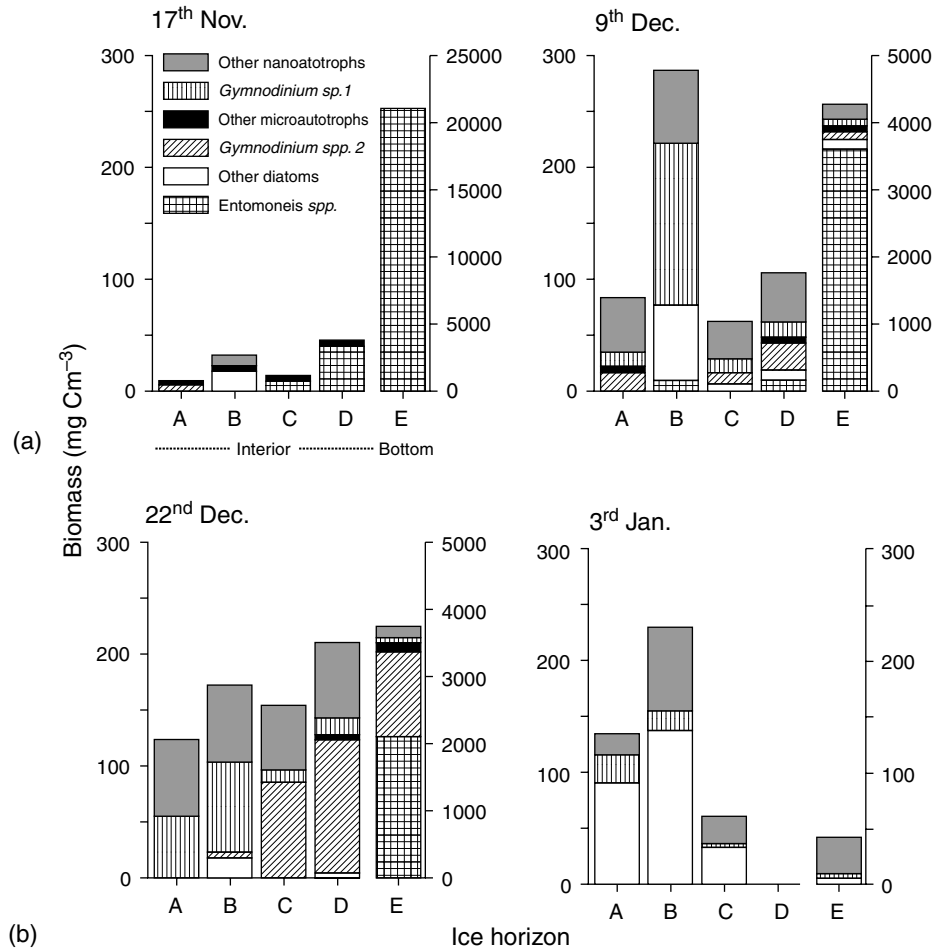 17th Nov.
300
200
100
0
25000
20000
15000
10000
5000
0
Other nanoatotrophs
Gymnodinium sp.1
Other microautotrophs
Gymnodinium spp. 2
Other diatoms
Entomoneis spp.
A B C D E
Interior Bottom
(a)
9th Dec.
300
200
100
0
5000
4000
3000
2000
1000
0
A B C D E
Biomass (mg Cm–3)
22nd Dec.
300
200
100
0
5000
4000
3000
2000
1000
0
A B C D E
3rd Jan.
300
200
100
0
300
200
100
0
A B C D E
(b)
Ice horizon